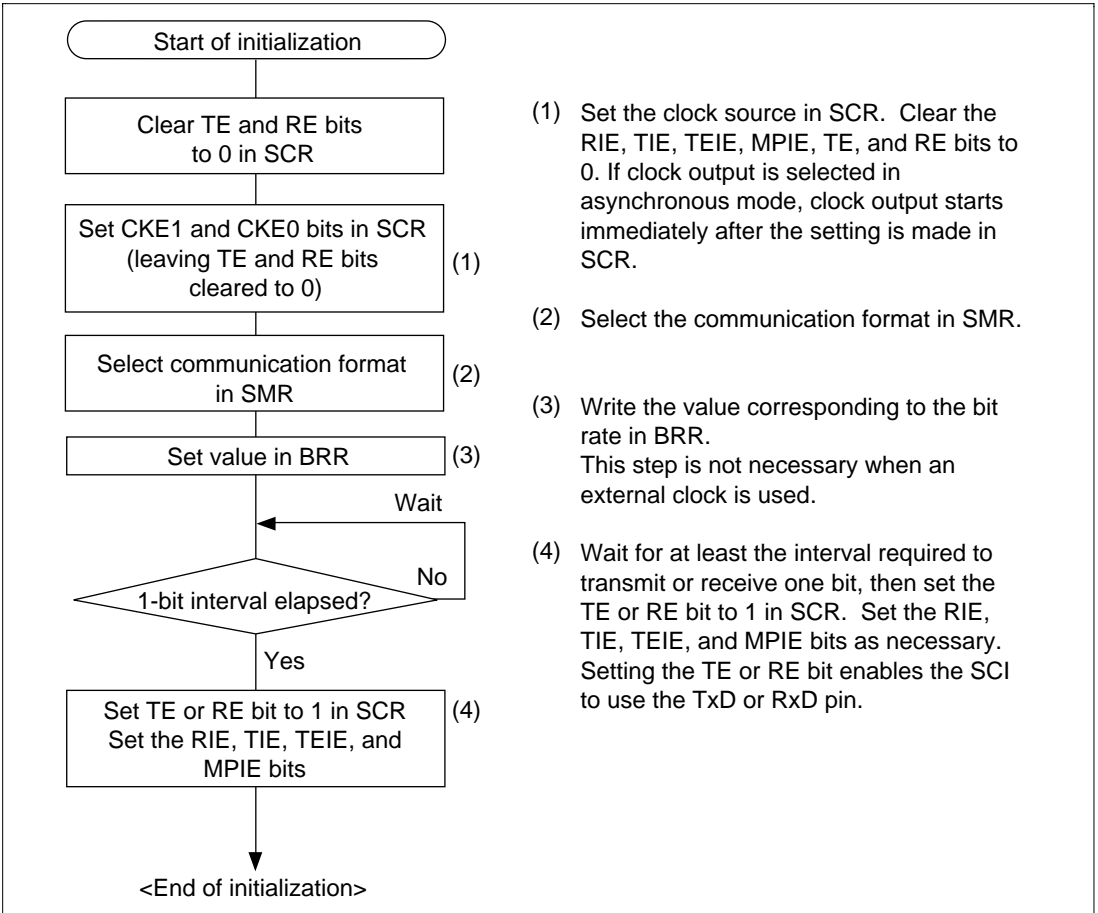 Start of initialization
Clear TE and RE bits
to 0 in SCR
Set CKE1 and CKE0 bits in SCR
(leaving TE and RE bits
cleared to 0)
(1)
Select communication format
in SMR
(2)
Set value in BRR
(3)
Wait
1-bit interval elapsed?
No
Yes
Set TE or RE bit to 1 in SCR
Set the RIE, TIE, TEIE, and
MPIE bits
(4)
<End of initialization>
(1) Set the clock source in SCR. Clear the
RIE, TIE, TEIE, MPIE, TE, and RE bits to
0. If clock output is selected in
asynchronous mode, clock output starts
immediately after the setting is made in
SCR.
(2) Select the communication format in SMR.
(3) Write the value corresponding to the bit
rate in BRR.
This step is not necessary when an
external clock is used.
(4) Wait for at least the interval required to
transmit or receive one bit, then set the
TE or RE bit to 1 in SCR. Set the RIE,
TIE, TEIE, and MPIE bits as necessary.
Setting the TE or RE bit enables the SCI
to use the TxD or RxD pin.